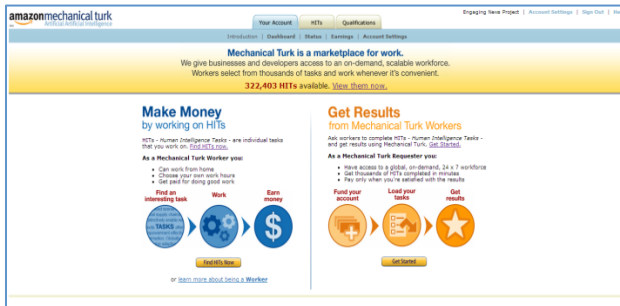 amazonmechanical turk
Artificial Artificial Intelligence
Your Account
HITs
Qualifications
Engaging News Project | Account Settings | Sign Out |
Introduction | Dashboard | Status | Earnings | Account Settings
Mechanical Turk is a marketplace for work.
We give businesses and developers access to an on-demand, scalable workforce.
Workers select from thousands of tasks and work whenever it's convenient.
322,403 HITs available. View them now.
Make Money
by working on HITs
HITs - Human Intelligence Tasks - are individual tasks
that you work on. Find HITs now.
As a Mechanical Turk Worker you:
• Can work from home
• Choose your own work hours
• Get paid for doing good work
Find an
interesting task
Work
Earn
money
TASKS
$
Find HITs Now
or learn more about being a Worker
Get Results
from Mechanical Turk Workers
Ask workers to complete HITs - Human Intelligence Tasks -
and get results using Mechanical Turk. Get Started.
As a Mechanical Turk Requester you:
• Have access to a global, on-demand, 24 x 7 workforce
• Get thousands of HITs completed in minutes
• Pay only when you're satisfied with the results
Fund your
account
Load your
tasks
Get
results
Get Started